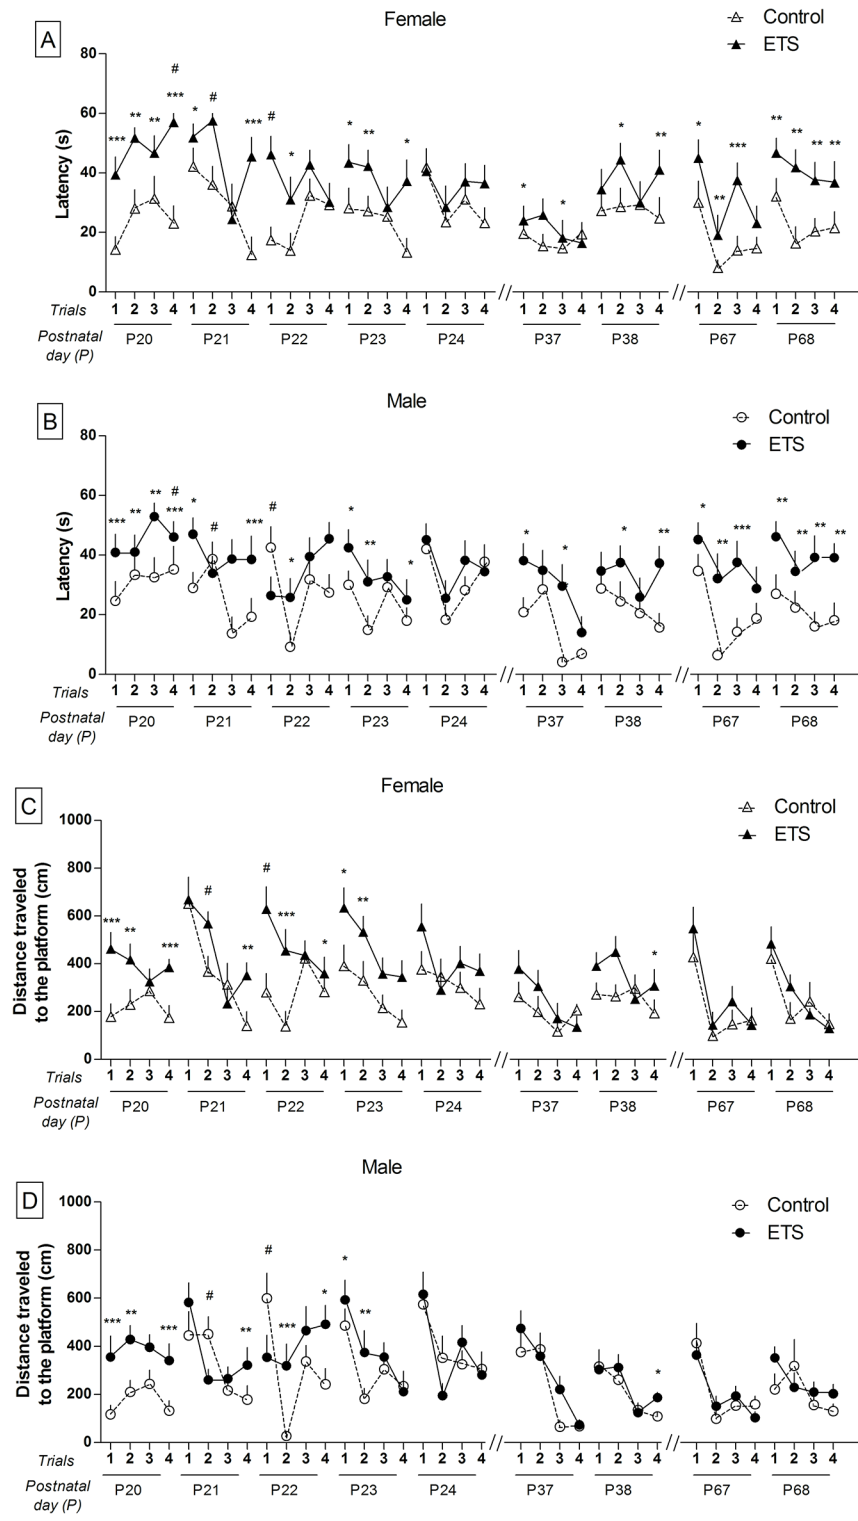 A
Female
Control
ETS
# #
*** ** ** *** * *** # * * ** * * * * ** * ** *** ** ** ** **
80
60
40
20
0
Latency (s)
Trials
1 2 3 4 1 2 3 4 1 2 3 4 1 2 3 4 1 2 3 4 // 1 2 3 4 1 2 3 4 // 1 2 3 4 1 2 3 4
Postnatal
day (P)
P20 P21 P22 P23 P24 P37 P38 P67 P68
B
Male
Control
ETS
*** ** ** # *** * # *** # * * ** * * * * ** * ** *** ** ** ** **
80
60
40
20
0
Latency (s)
Trials
1 2 3 4 1 2 3 4 1 2 3 4 1 2 3 4 1 2 3 4 // 1 2 3 4 1 2 3 4 // 1 2 3 4 1 2 3 4
Postnatal
day (P)
P20 P21 P22 P23 P24 P37 P38 P67 P68
C
Female
Control
ETS
*** ** *** # ** # *** * * ** *
1000
800
600
400
200
0
Distance traveled
to the platform (cm)
Trials
1 2 3 4 1 2 3 4 1 2 3 4 1 2 3 4 1 2 3 4 // 1 2 3 4 1 2 3 4 // 1 2 3 4 1 2 3 4
Postnatal
day (P)
P20 P21 P22 P23 P24 P37 P38 P67 P68
D
Male
Control
ETS
*** ** *** # ** # *** * * ** *
1000
800
600
400
200
0
Distance traveled
to the platform (cm)
Trials
1 2 3 4 1 2 3 4 1 2 3 4 1 2 3 4 1 2 3 4 // 1 2 3 4 1 2 3 4 // 1 2 3 4 1 2 3 4
Postnatal
day (P)
P20 P21 P22 P23 P24 P37 P38 P67 P68